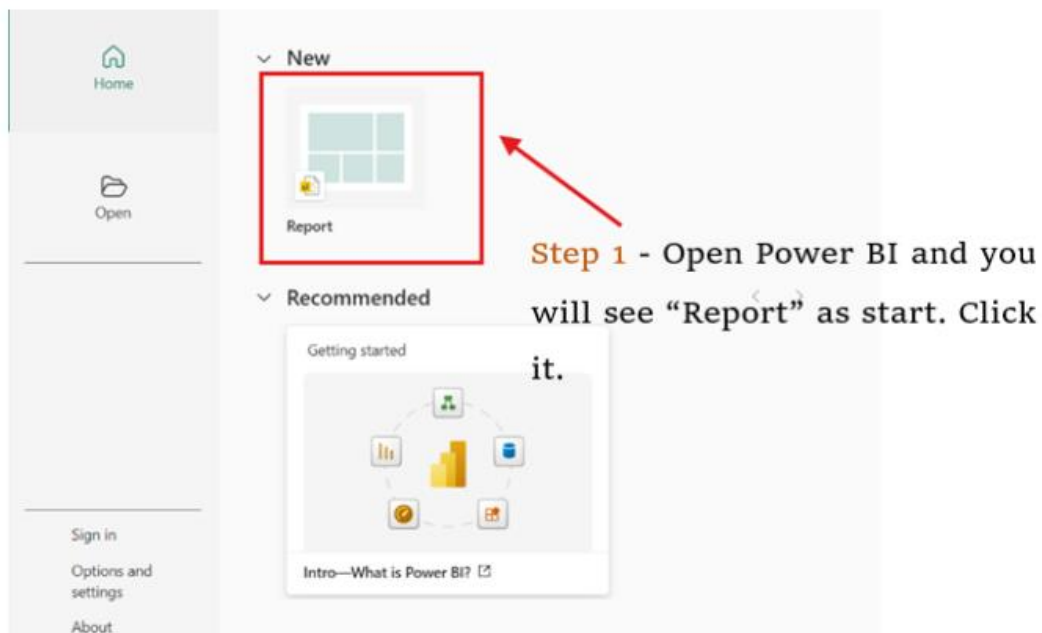 Home
Open
Sign in
Options and
settings
About
New
Report
Step 1 - Open Power BI and you
will see “Report” as start. Click
it.
Recommended
Getting started
Intro—What is Power BI?